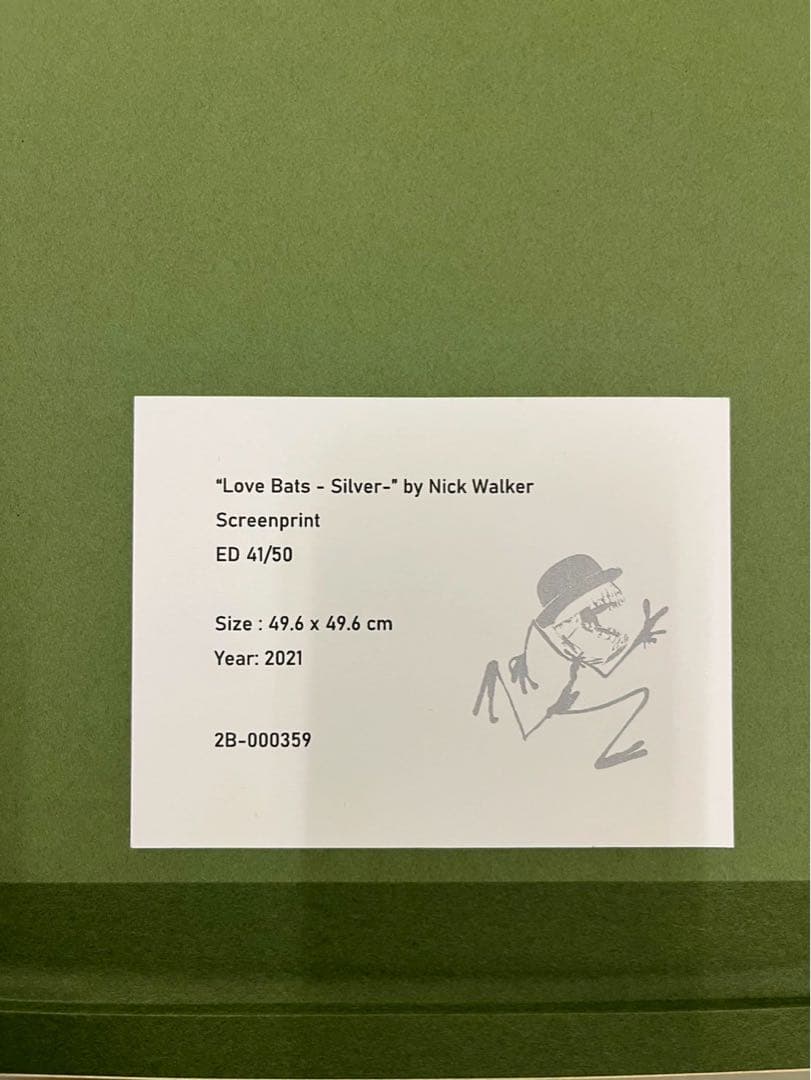 “Love Bats - Silver-” by Nick Walker
Screenprint
ED 41/50
Size : 49.6 x 49.6 cm
Year: 2021
2B-000359